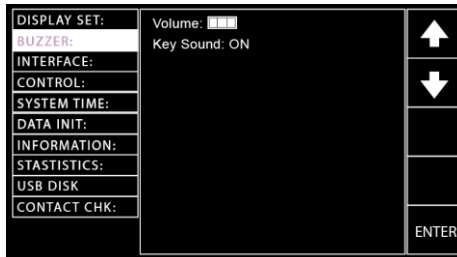 DISPLAY SET:
BUZZER:
INTERFACE:
CONTROL:
SYSTEM TIME:
DATA INIT:
INFORMATION:
STASTISTICS:
USB DISK
CONTACT CHK:
Volume:
Key Sound: ON
ENTER